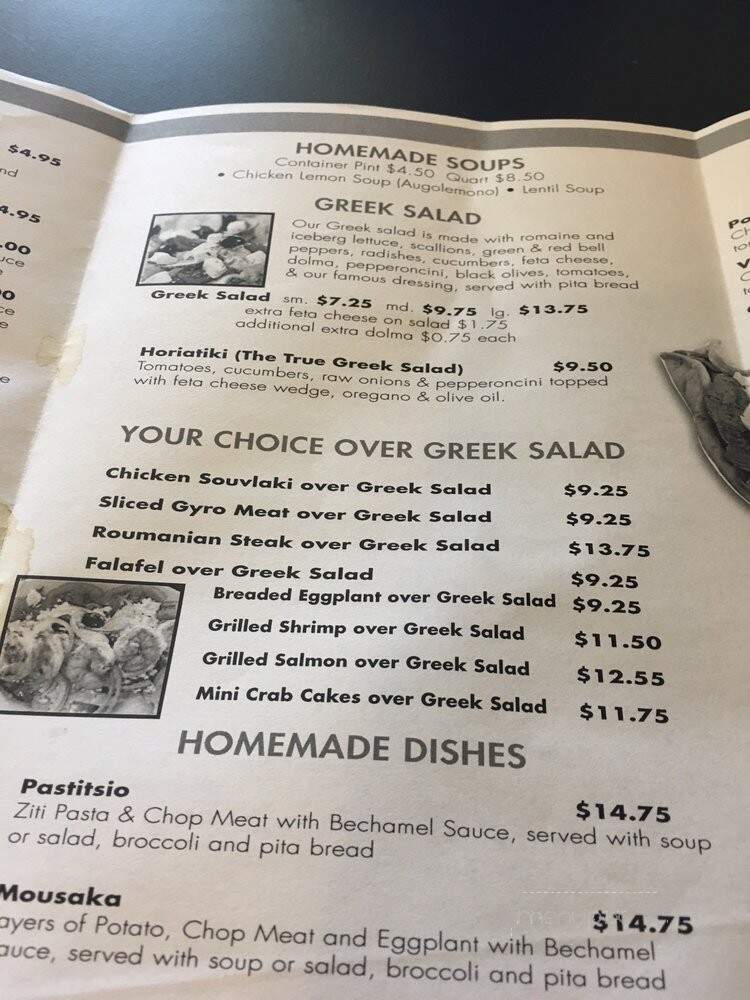 $4.95
nd
4.95
.00
uce
e
0
ce
e
e
HOMEMADE SOUPS
Container Pint $4.50 Quart $8.50
• Chicken Lemon Soup (Augolemono) • Lentil Soup
GREEK SALAD
Our Greek salad is made with romaine and
iceberg lettuce, scallions, green & red bell
peppers, radishes, cucumbers, feta cheese,
dolma, pepperoncini, black olives, tomatoes,
& our famous dressing, served with pita bread
Greek Salad sm. $7.25 md. $9.75 lg. $13.75
extra feta cheese on salad $1.75
additional extra dolma $0.75 each
Horiatiki (The True Greek Salad) $9.50
Tomatoes, cucumbers, raw onions & pepperoncini topped
with feta cheese wedge, oregano & olive oil.
YOUR CHOICE OVER GREEK SALAD
Chicken Souvlaki over Greek Salad $9.25
Sliced Gyro Meat over Greek Salad $9.25
Roumanian Steak over Greek Salad $13.75
Falafel over Greek Salad $9.25
Breaded Eggplant over Greek Salad $9.25
Grilled Shrimp over Greek Salad $11.50
Grilled Salmon over Greek Salad $12.55
Mini Crab Cakes over Greek Salad $11.75
HOMEMADE DISHES
Pastitsio $14.75
Ziti Pasta & Chop Meat with Bechamel Sauce, served with soup
or salad, broccoli and pita bread
Mousaka $14.75
ayers of Potato, Chop Meat and Eggplant with Bechamel
auce, served with soup or salad, broccoli and pita bread